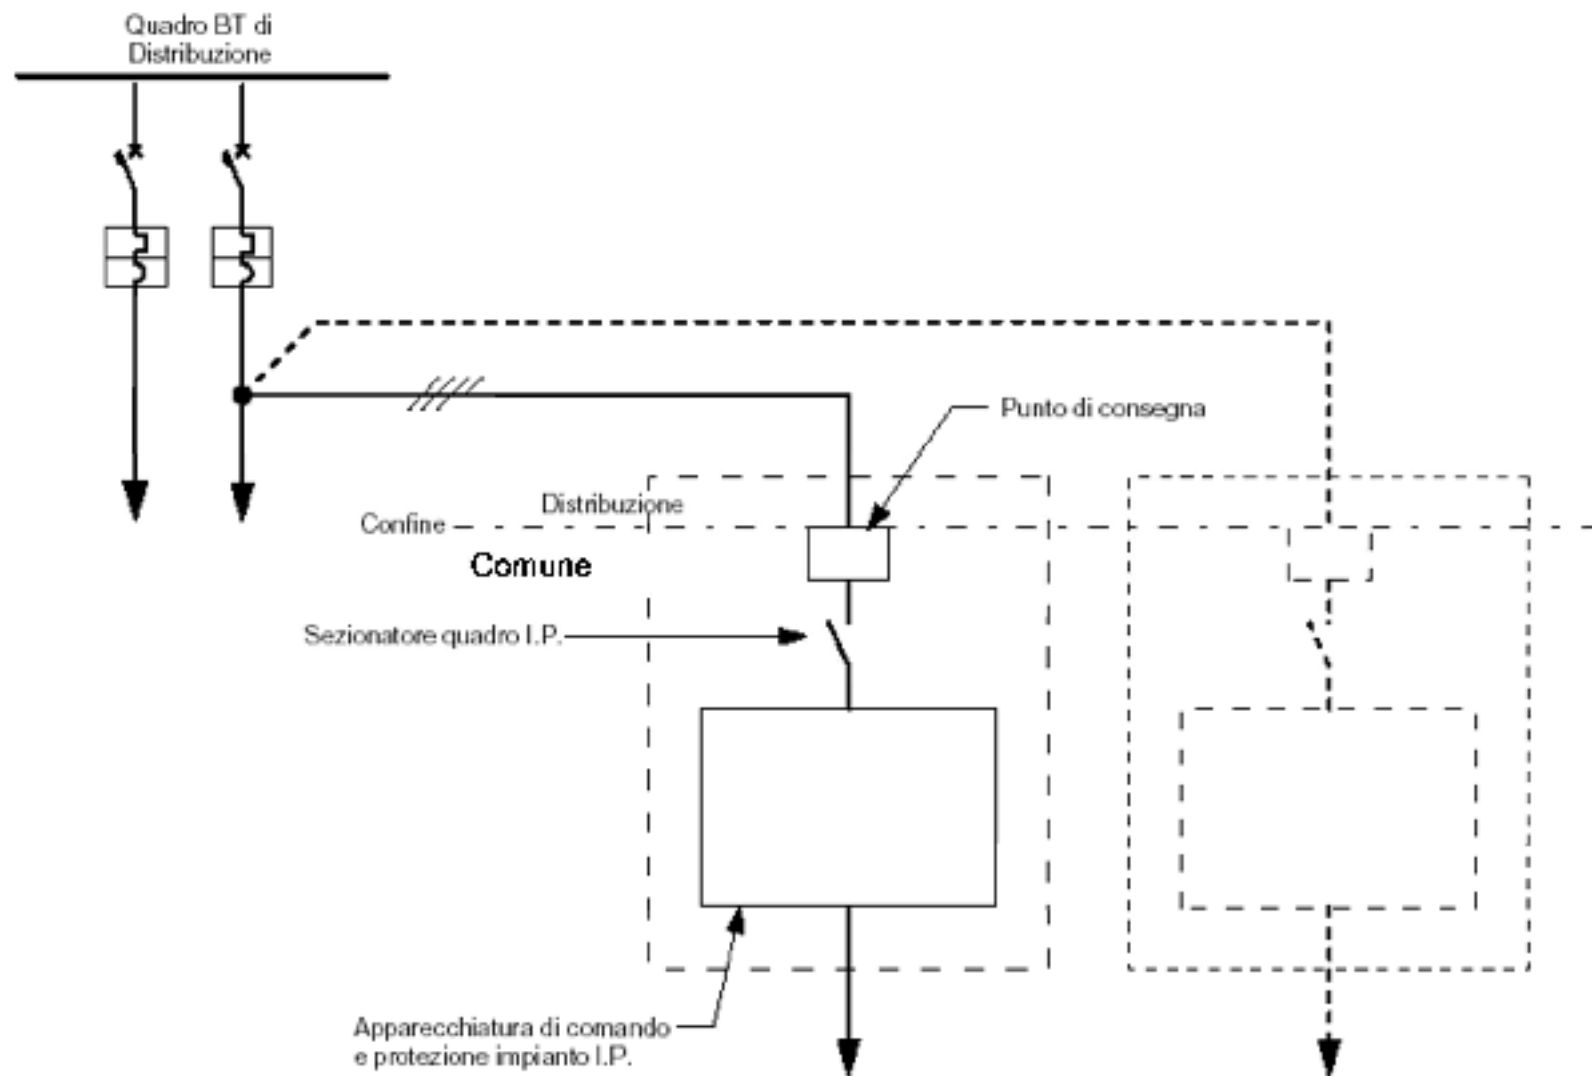 Quadro BT di
Distribuzione
Punto di consegna
Distribuzione
Confine
Comune
Sezionatore quadro I.P.
Apparecchiatura di comando
e protezione impianto I.P.